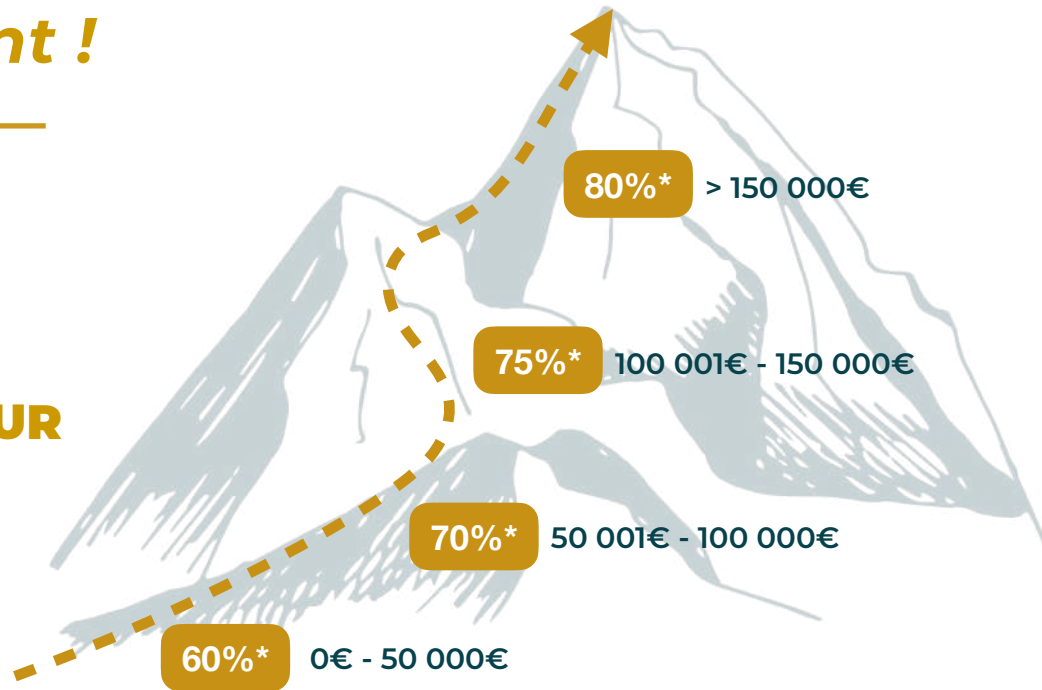 nt !
80%* > 150 000€
75%* 100 001€ - 150 000€
UR
70%* 50 001€ - 100 000€
60%* 0€ - 50 000€